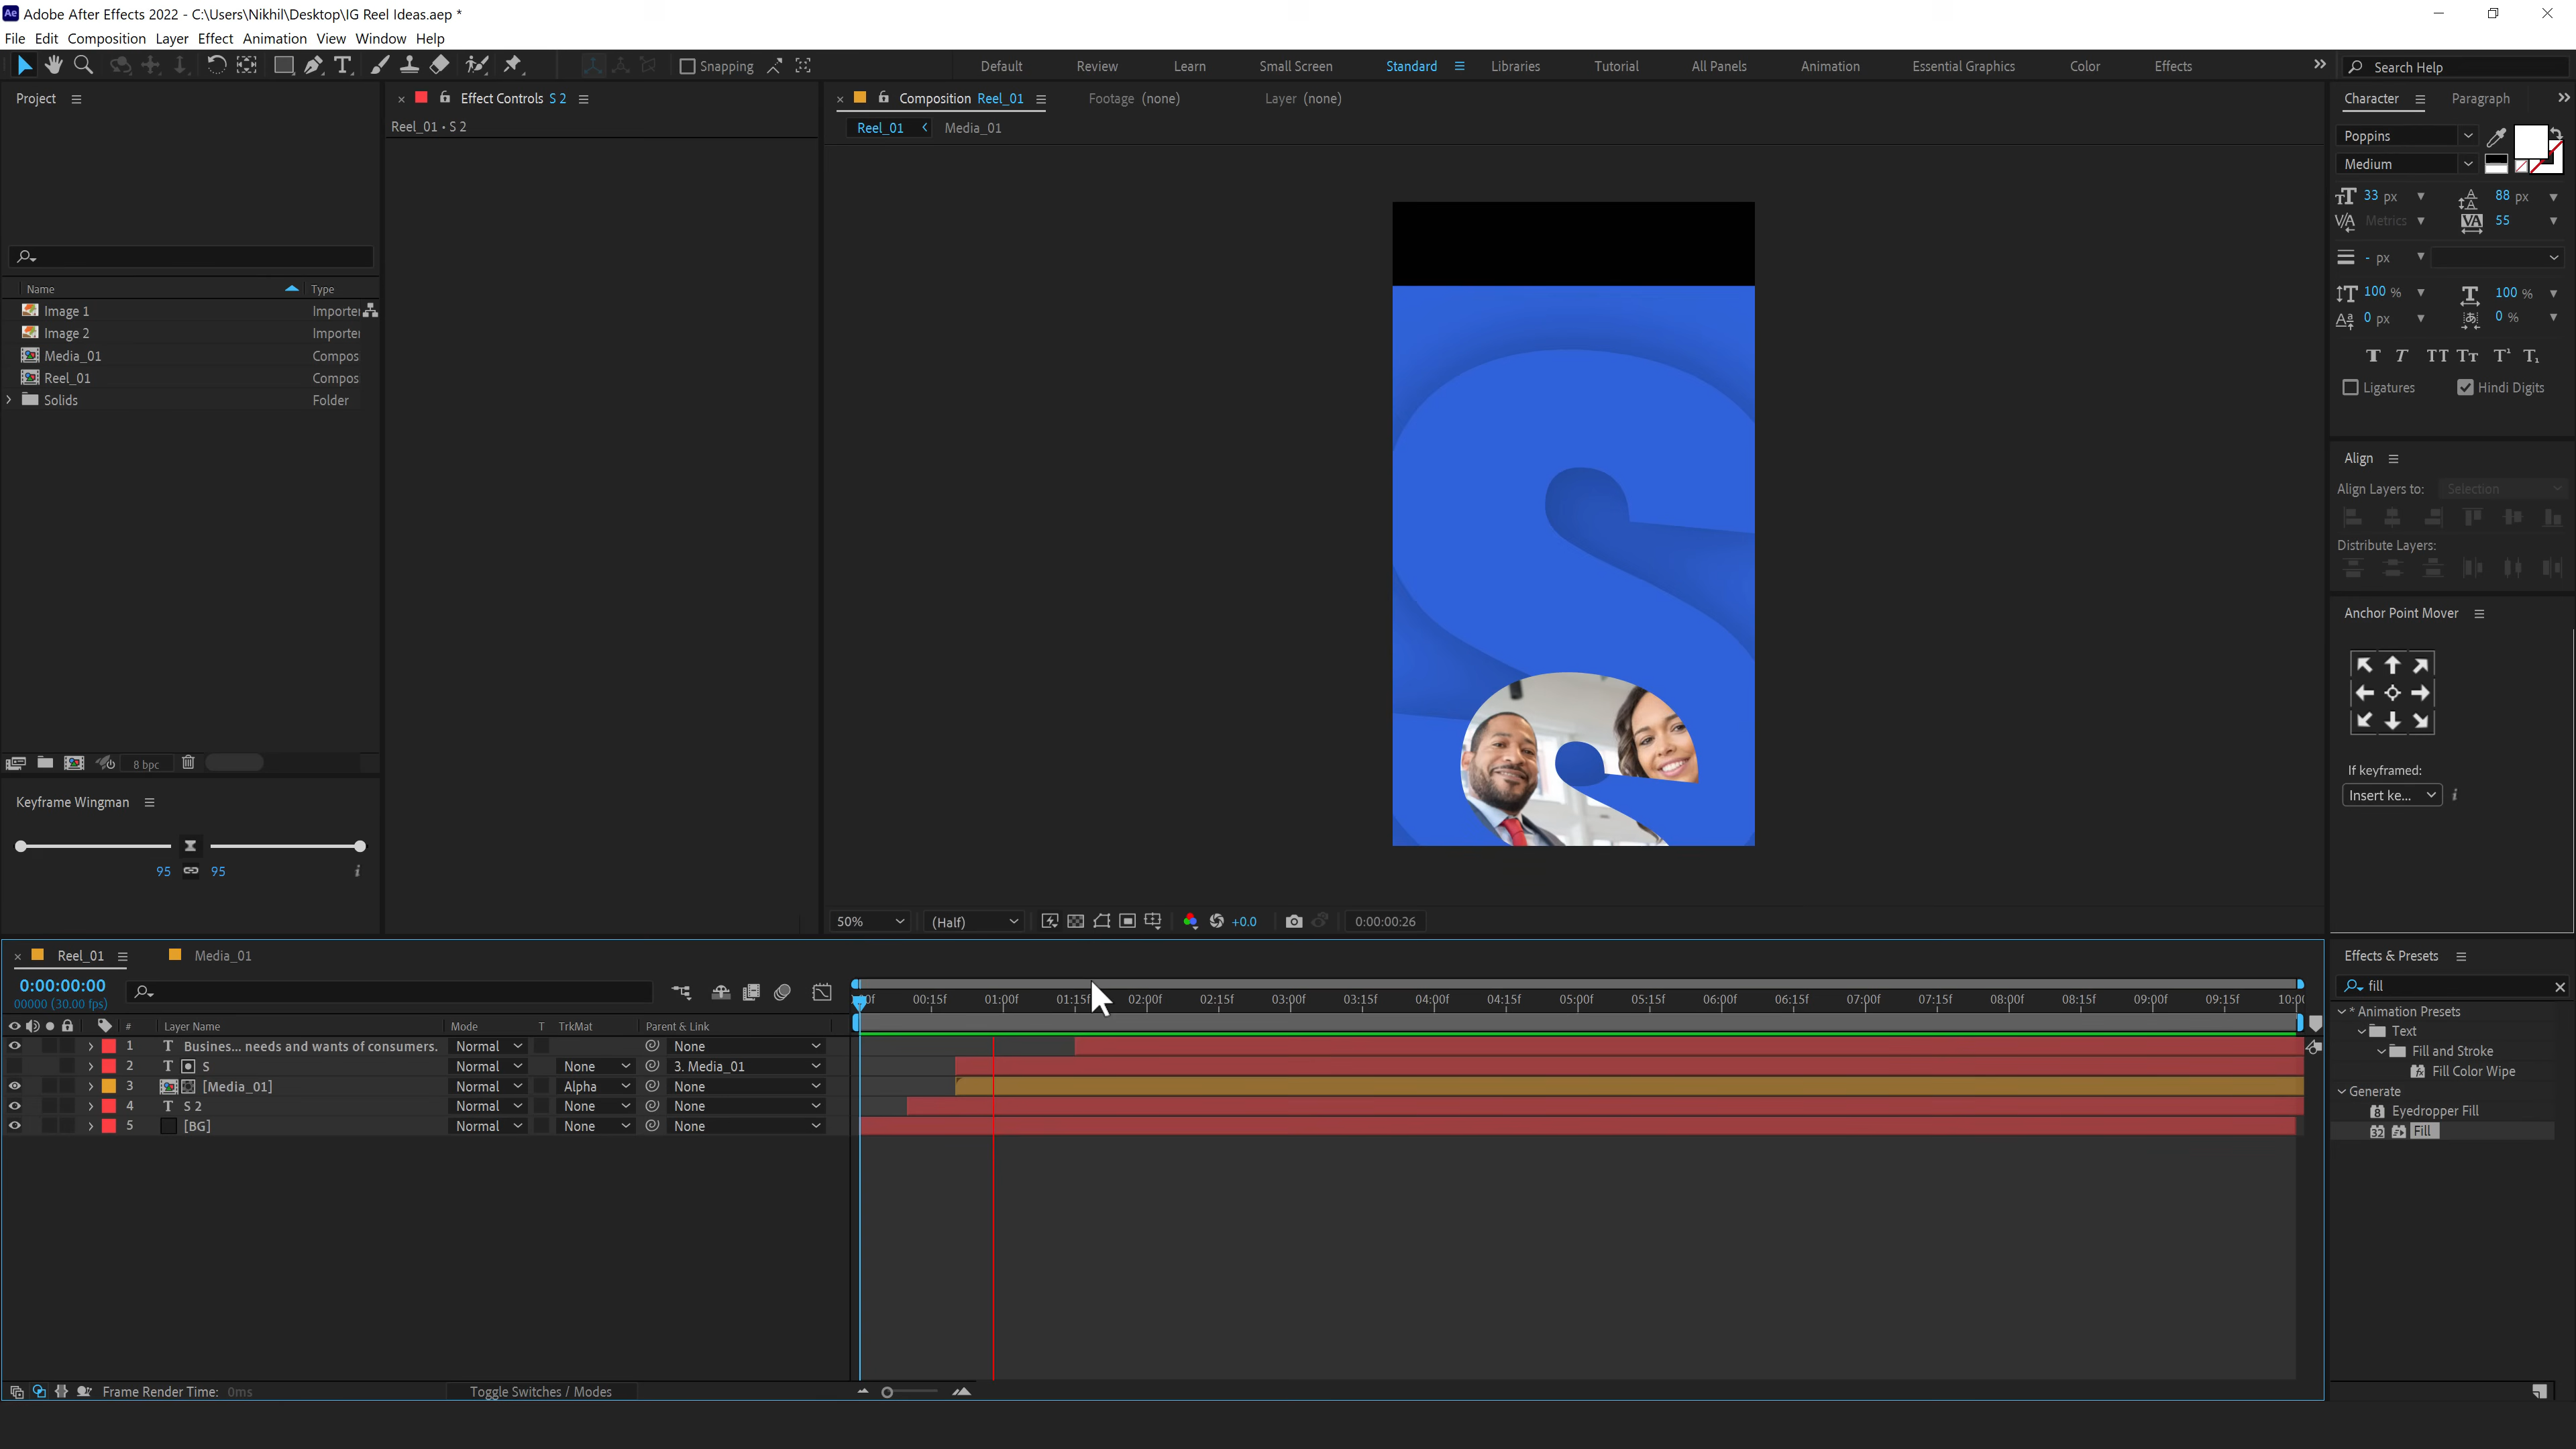 Ae Adobe After Effects 2022 - C:\Users\Nikhil\Desktop\IG Reel Ideas.aep *
File Edit Composition Layer Effect Animation View Window Help
Snapping Default Review Learn Small Screen Standard Libraries Tutorial All Panels Animation Essential Graphics Color Effects Search Help
Project
Effect Controls S 2
Reel_01 • S 2
Composition Reel_01 Footage (none) Layer (none)
Reel_01 Media_01
Name Type
Image 1 Importe
Image 2 Importe
Media_01 Compos
Reel_01 Compos
Solids Folder
8 bpc
Keyframe Wingman
95 95
50% (Half) +0.0 0:00:00:26
Character Paragraph
Poppins
Medium
33 px 88 px
Metrics 55
- px
100 % 100 %
0 px 0 %
Ligatures Hindi Digits
Align
Align Layers to: Selection
Distribute Layers:
Anchor Point Mover
If keyframed:
Insert ke...
Reel_01 Media_01
0:00:00:00
00000 (30.00 fps)
00:15f 01:00f 01:15f 02:00f 02:15f 03:00f 03:15f 04:00f 04:15f 05:00f 05:15f 06:00f 06:15f 07:00f 07:15f 08:00f 08:15f 09:00f 09:15f
# Layer Name Mode T TrkMat Parent & Link
1 T Busines... needs and wants of consumers. Normal None
2 T S Normal None 3. Media_01
3 [Media_01] Normal Alpha None
4 T S 2 Normal None None
5 [BG] Normal None None
Frame Render Time: 0ms Toggle Switches / Modes
Effects & Presets
fill
* Animation Presets
Text
Fill and Stroke
Fill Color Wipe
Generate
Eyedropper Fill
Fill